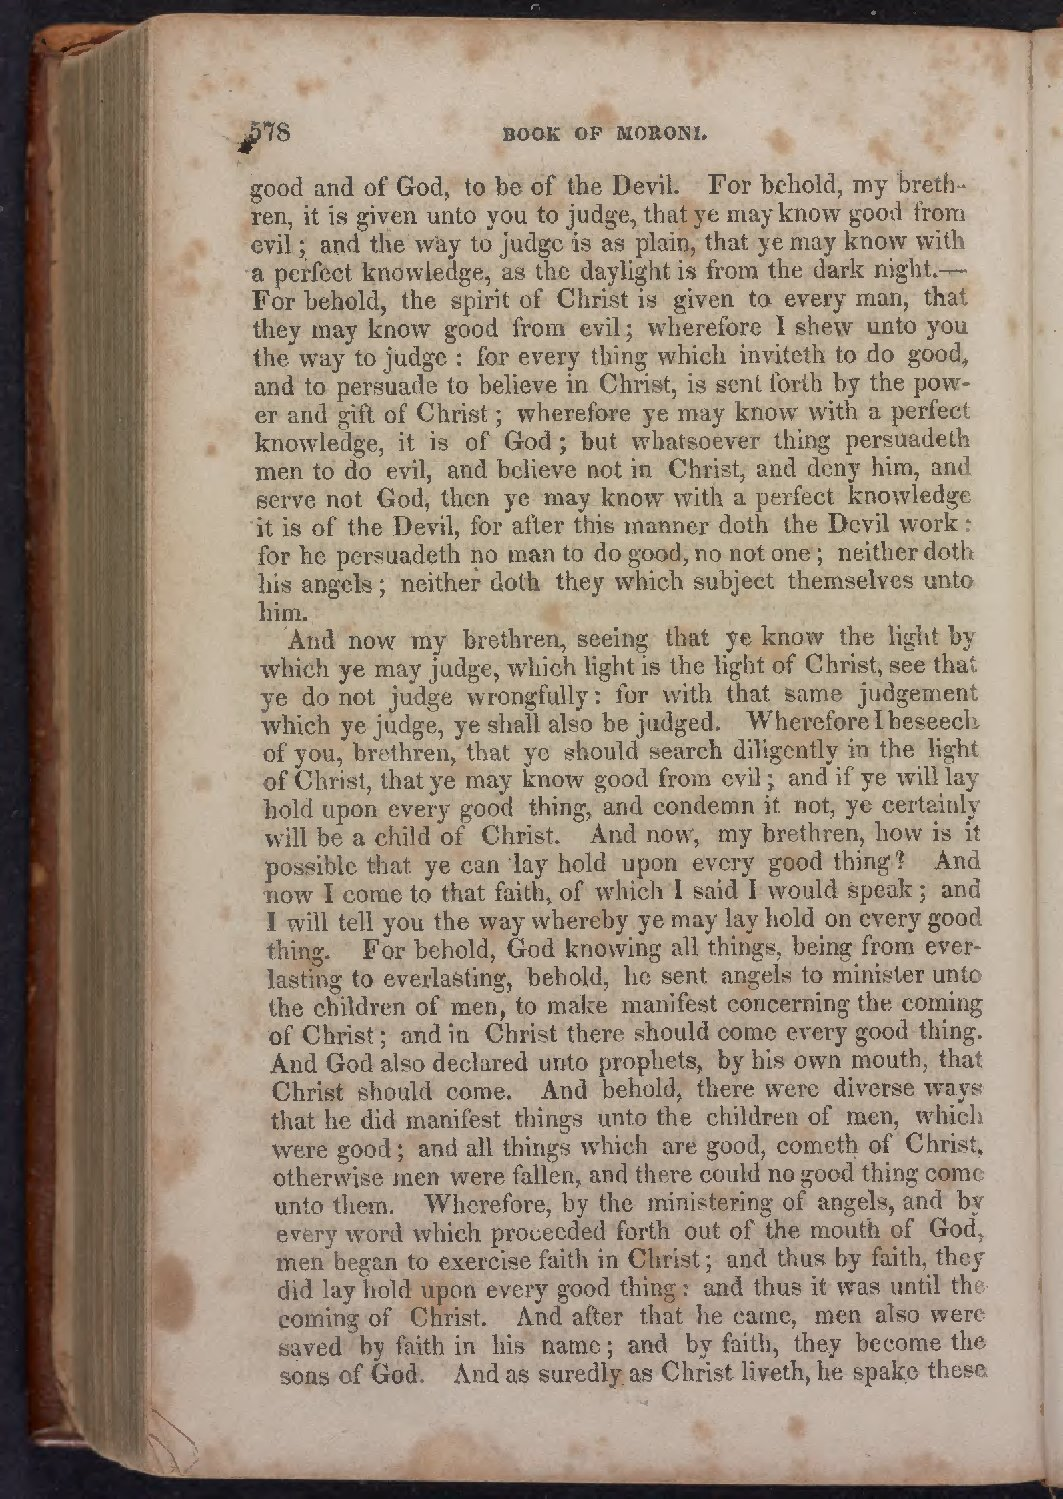 578 BOOK OF MORONI.
good and of God, to be of the Devil. For behold, my breth-
ren, it is given unto you to judge, that ye may know good from
evil; and the way to judge is as plain, that ye may know with
a perfect knowledge, as the daylight is from the dark night.—
For behold, the spirit of Christ is given to every man, that
they may know good from evil; wherefore I shew unto you
the way to judge: for every thing which inviteth to do good,
and to persuade to believe in Christ, is sent forth by the pow-
er and gift of Christ; wherefore ye may know with a perfect
knowledge, it is of God; but whatsoever thing persuadeth
men to do evil, and believe not in Christ, and deny him, and
serve not God, then ye may know with a perfect knowledge
it is of the Devil, for after this manner doth the Devil work:
for he persuadeth no man to do good, no not one; neither doth
his angels; neither doth they which subject themselves unto
him.
And now my brethren, seeing that ye know the light by
which ye may judge, which light is the light of Christ, see that
ye do not judge wrongfully: for with that same judgement
which ye judge, ye shall also be judged. Wherefore I beseech
of you, brethren, that ye should search diligently in the light
of Christ, that ye may know good from evil; and if ye will lay
hold upon every good thing, and condemn it not, ye certainly
will be a child of Christ. And now, my brethren, how is it
possible that ye can lay hold upon every good thing? And
now I come to that faith, of which I said I would speak; and
I will tell you the way whereby ye may lay hold on every good
thing. For behold, God knowing all things, being from ever-
lasting to everlasting, behold, he sent angels to minister unto
the children of men, to make manifest concerning the coming
of Christ; and in Christ there should come every good thing.
And God also declared unto prophets, by his own mouth, that
Christ should come. And behold, there were diverse ways
that he did manifest things unto the children of men, which
were good; and all things which are good, cometh of Christ,
otherwise men were fallen, and there could no good thing come
unto them. Wherefore, by the ministering of angels, and by
every word which proceeded forth out of the mouth of God,
men began to exercise faith in Christ; and thus by faith, they
did lay hold upon every good thing: and thus it was until the
coming of Christ. And after that he came, men also were
saved by faith in his name; and by faith, they become the
sons of God. And as suredly as Christ liveth, he spake these